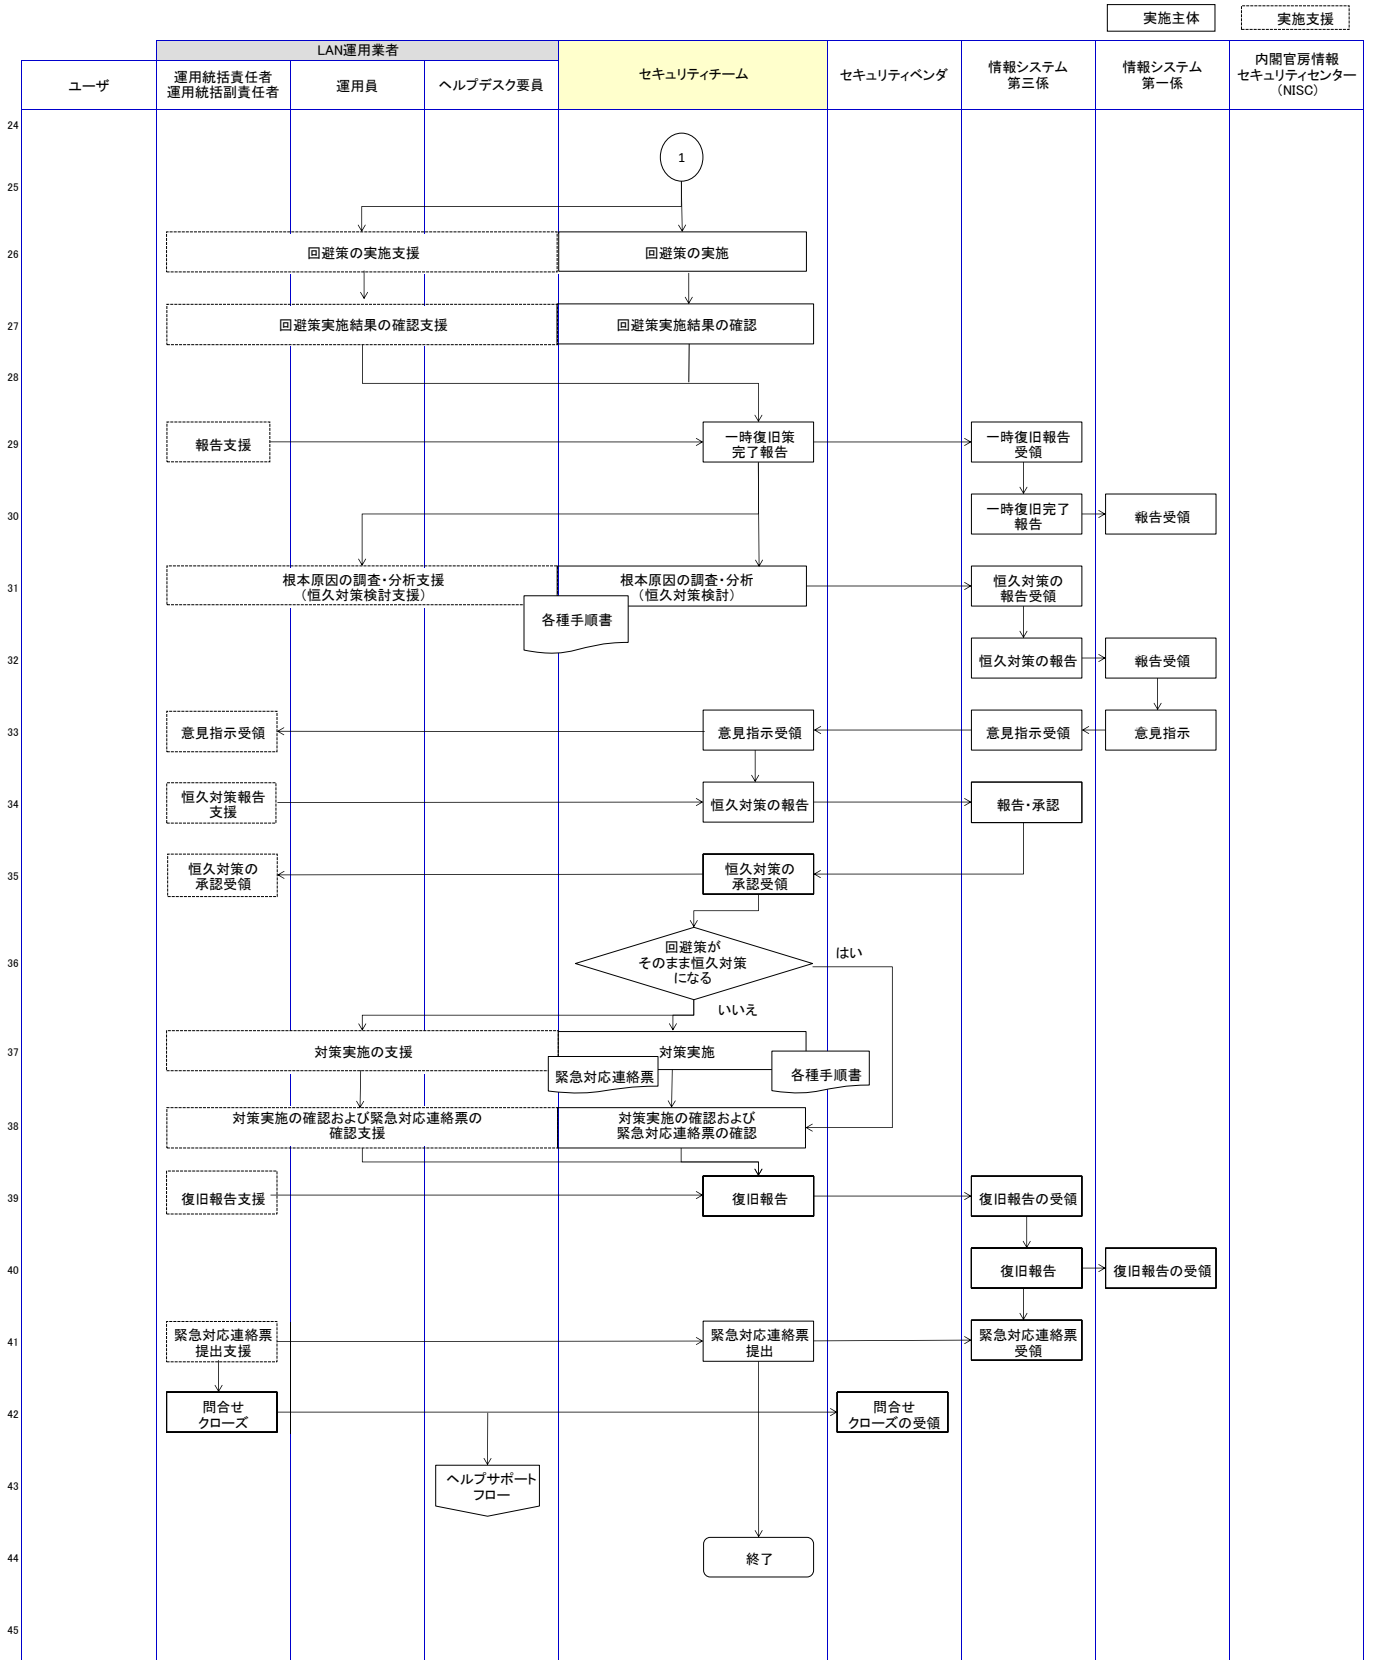 実施主体
実施支援
LAN運用業者
ユーザ
運用統括責任者
運用統括副責任者
運用員
ヘルプデスク要員
セキュリティチーム
セキュリティベンダ
情報システム
第三係
情報システム
第一係
内閣官房情報
セキュリティセンター
(NISC)
24
1
25
26
回避策の実施支援
回避策の実施
27
回避策実施結果の確認支援
回避策実施結果の確認
28
29
報告支援
一時復旧策
完了報告
一時復旧報告
受領
30
一時復旧完了
報告
報告受領
31
根本原因の調査・分析支援
(恒久対策検討支援)
根本原因の調査・分析
(恒久対策検討)
恒久対策の
報告受領
各種手順書
32
恒久対策の報告
報告受領
33
意見指示受領
意見指示受領
意見指示受領
意見指示
34
恒久対策報告
支援
恒久対策の報告
報告・承認
35
恒久対策の
承認受領
恒久対策の
承認受領
36
回避策が
そのまま恒久対策
になる
はい
いいえ
37
対策実施の支援
対策実施
緊急対応連絡票
各種手順書
38
対策実施の確認および緊急対応連絡票の
確認支援
対策実施の確認および
緊急対応連絡票の確認
39
復旧報告支援
復旧報告
復旧報告の受領
40
復旧報告
復旧報告の受領
41
緊急対応連絡票
提出支援
緊急対応連絡票
提出
緊急対応連絡票
受領
42
問合せ
クローズ
問合せ
クローズの受領
43
ヘルプサポート
フロー
44
終了
45